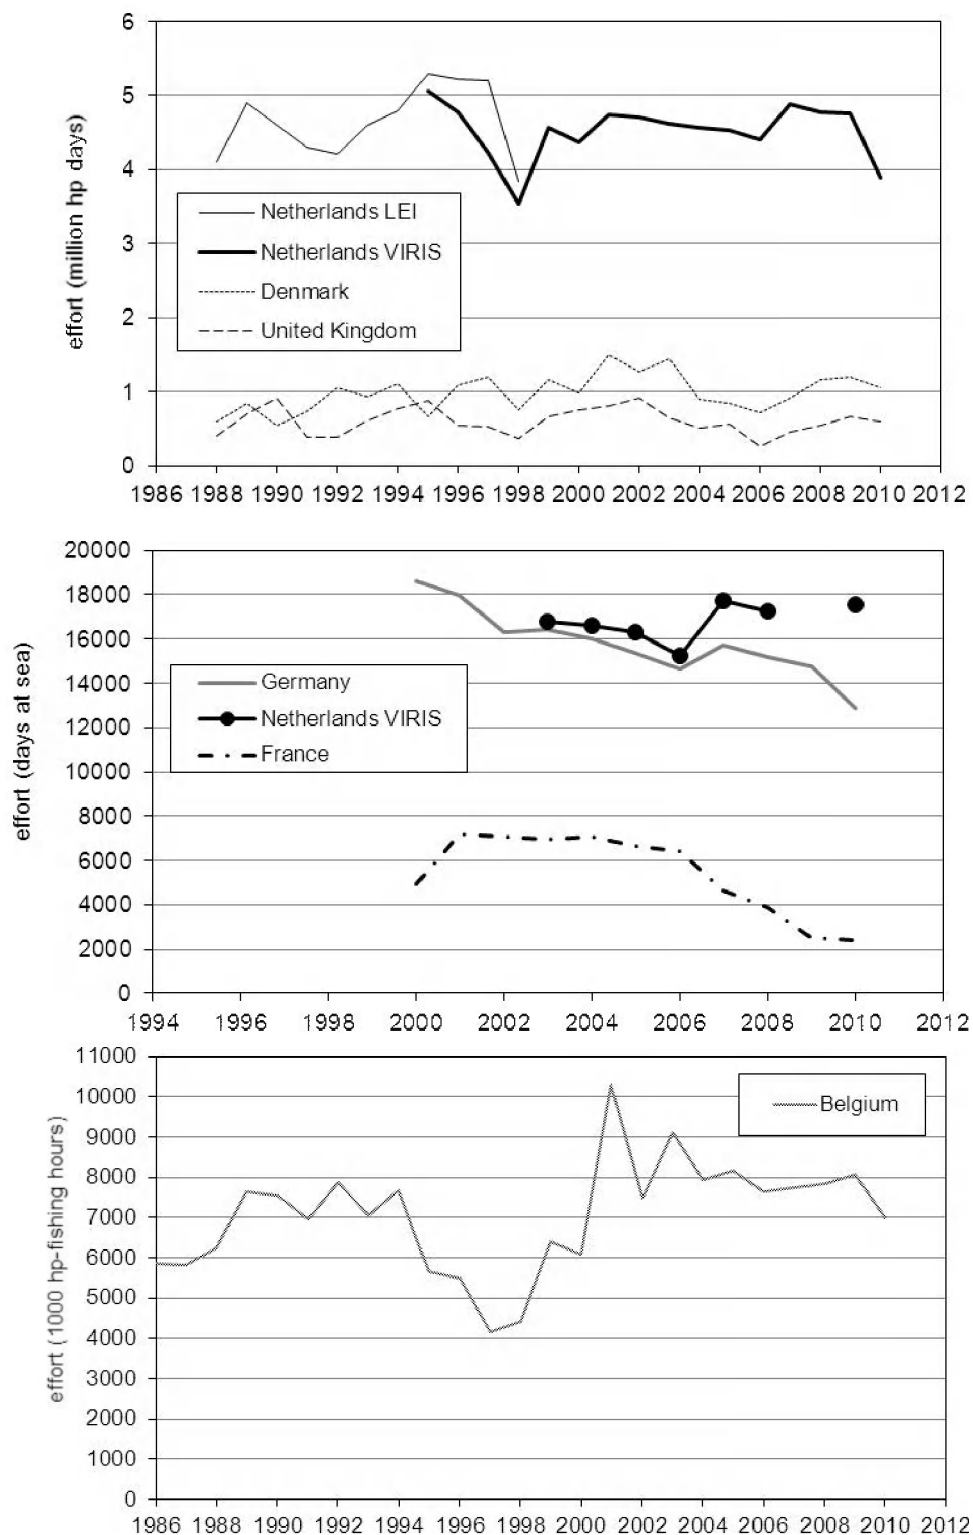 6
5
4
3
2
1
0
effort (million hp days)
Netherlands LEI
Netherlands VIRIS
Denmark
United Kingdom
1986 1988 1990 1992 1994 1996 1998 2000 2002 2004 2006 2008 2010 2012
20000
18000
16000
14000
12000
10000
8000
6000
4000
2000
0
effort (days at sea)
Germany
Netherlands VIRIS
France
1994 1996 1998 2000 2002 2004 2006 2008 2010 2012
11000
10000
9000
8000
7000
6000
5000
4000
3000
2000
1000
0
effort (1000 hp-fishing hours)
Belgium
1986 1988 1990 1992 1994 1996 1998 2000 2002 2004 2006 2008 2010 2012